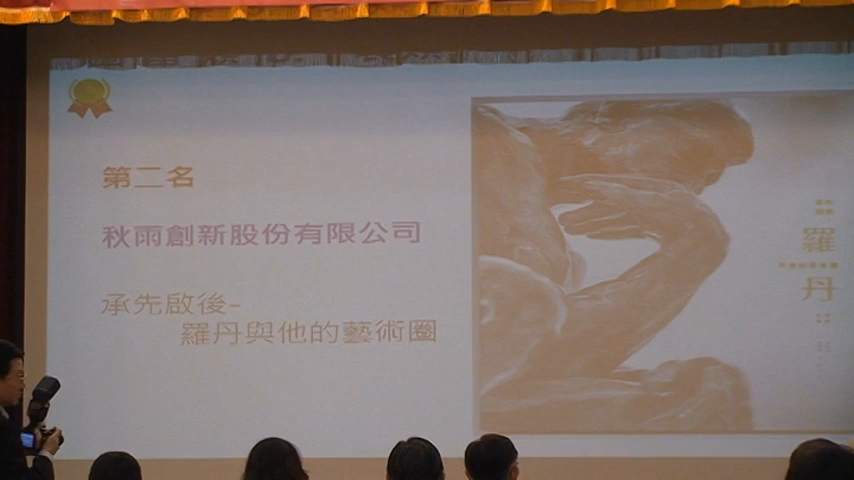 第二名
秋雨創新股份有限公司
承先啟後-
羅丹與他的藝術圈
羅
丹